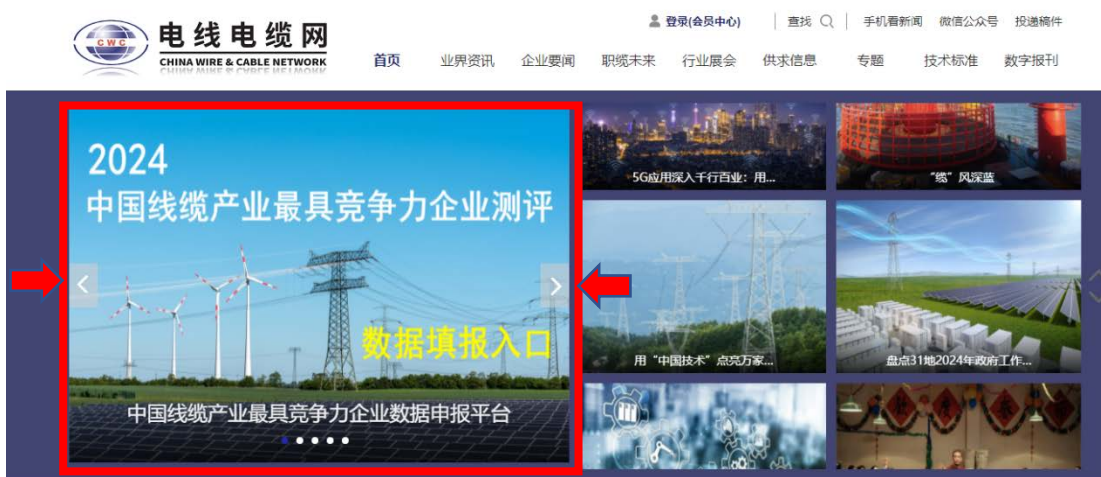 CWC
电线电缆网
CHINA WIRE & CABLE NETWORK
登录(会员中心)
查找
手机看新闻
微信公众号
投递稿件
首页
业界资讯
企业要闻
职缆未来
行业展会
供求信息
专题
技术标准
数字报刊
2024
中国线缆产业最具竞争力企业测评
数据填报入口
中国线缆产业最具竞争力企业数据申报平台
5G应用深入千行百业：用...
“缆”风深蓝
用“中国技术”点亮万家...
盘点31地2024年政府工作...